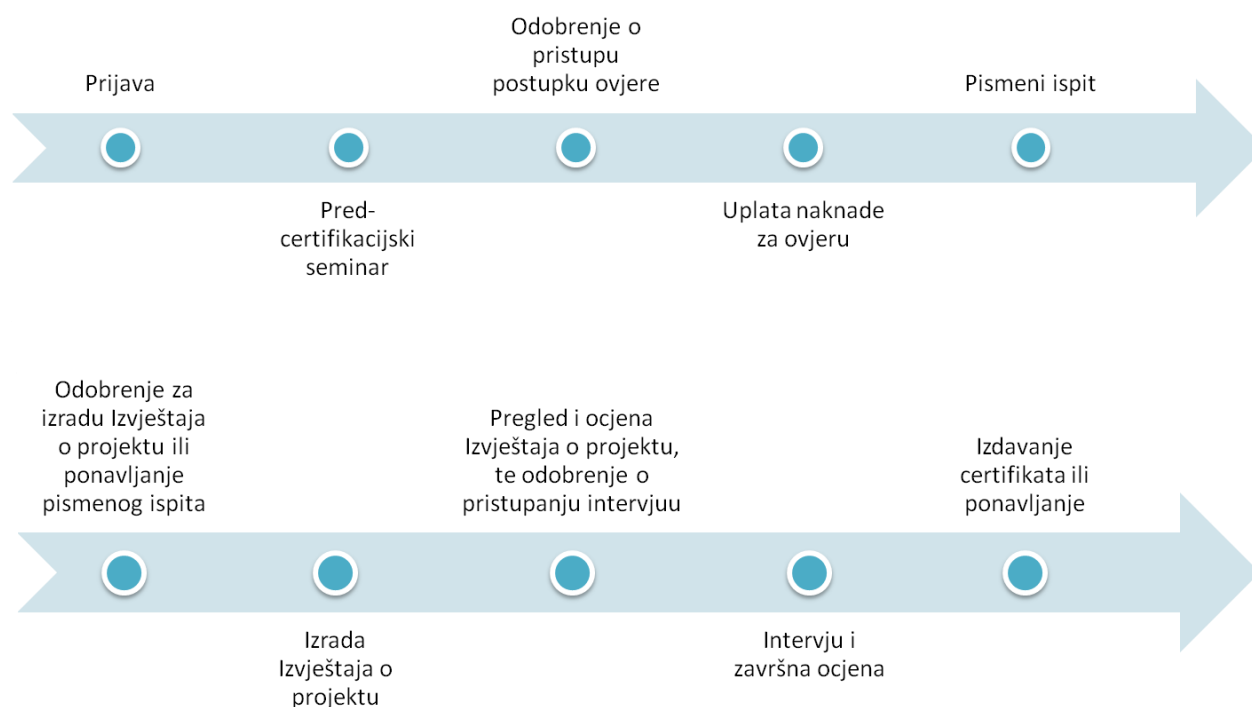 Prijava
Pred-
certifikacijski
seminar
Odobrenje o
pristupu
postupku ovjere
Uplata naknade
za ovjeru
Pismeni ispit
Odobrenje za
izradu Izvještaja
o projektu ili
ponavljanje
pismenog ispita
Izrada
Izvještaja o
projektu
Pregled i ocjena
Izvještaja o projektu,
te odobrenje o
pristupanju intervjuu
Intervju i
završna ocjena
Izdavanje
certifikata ili
ponavljanje